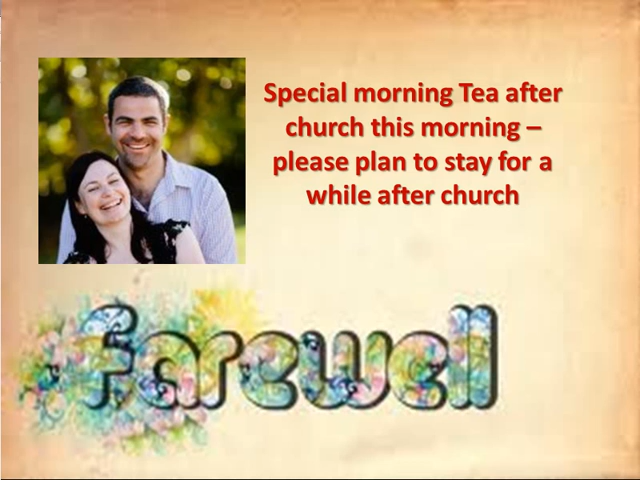 Special morning Tea after
church this morning –
please plan to stay for a
while after church
farewell